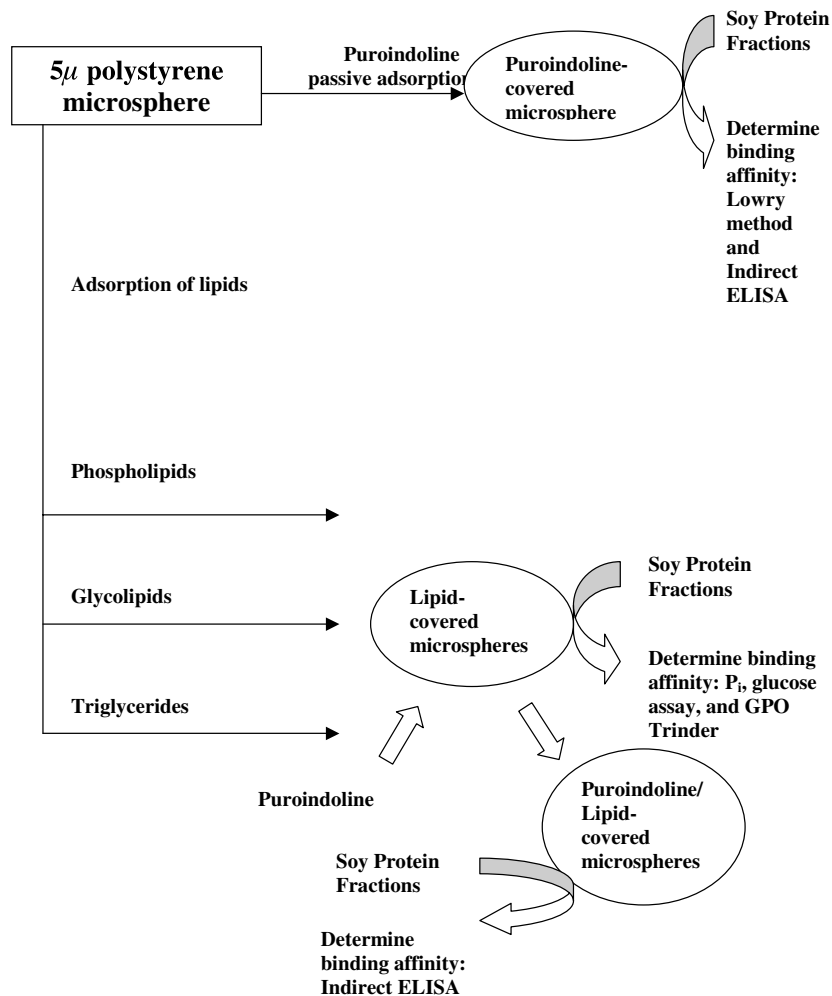 5μ polystyrene
microsphere
Puroindoline
passive adsorption
Puroindoline-
covered
microsphere
Soy Protein
Fractions
Determine
binding
affinity:
Lowry
method
and
Indirect
ELISA
Adsorption of lipids
Phospholipids
Glycolipids
Triglycerides
Lipid-
covered
microspheres
Soy Protein
Fractions
Determine binding
affinity: Pᵢ, glucose
assay, and GPO
Trinder
Puroindoline
Puroindoline/
Lipid-
covered
microspheres
Soy Protein
Fractions
Determine
binding affinity:
Indirect ELISA